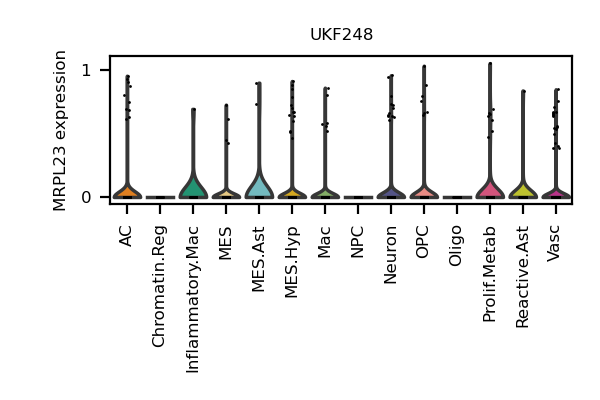 UKF248
MRPL23 expression
1
0
AC
Chromatin.Reg
Inflammatory.Mac
MES
MES.Ast
MES.Hyp
Mac
NPC
Neuron
OPC
Oligo
Prolif.Metab
Reactive.Ast
Vasc